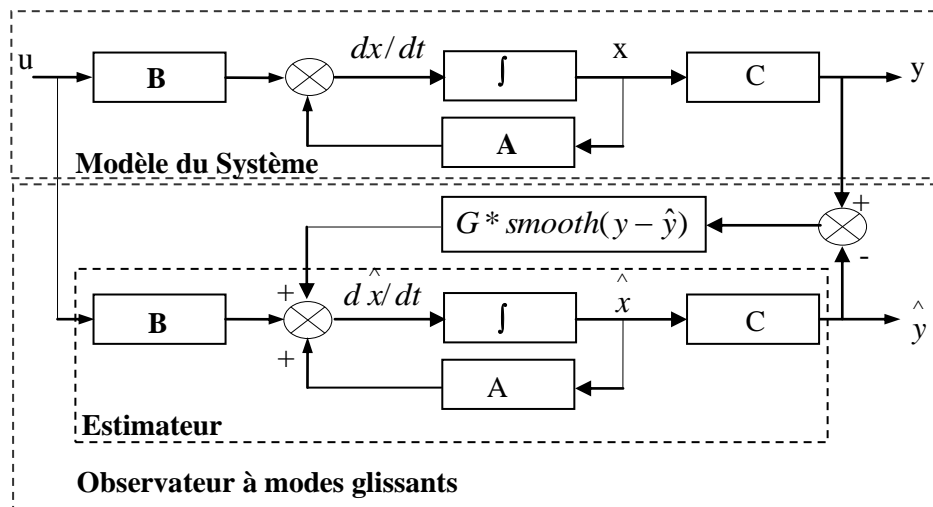 u
B
dx/dt
∫
x
C
y
A
Modèle du Système
G * smooth(y − ŷ)
+
-
B
+
+
d x̂/dt
∫
x̂
C
ŷ
A
Estimateur
Observateur à modes glissants